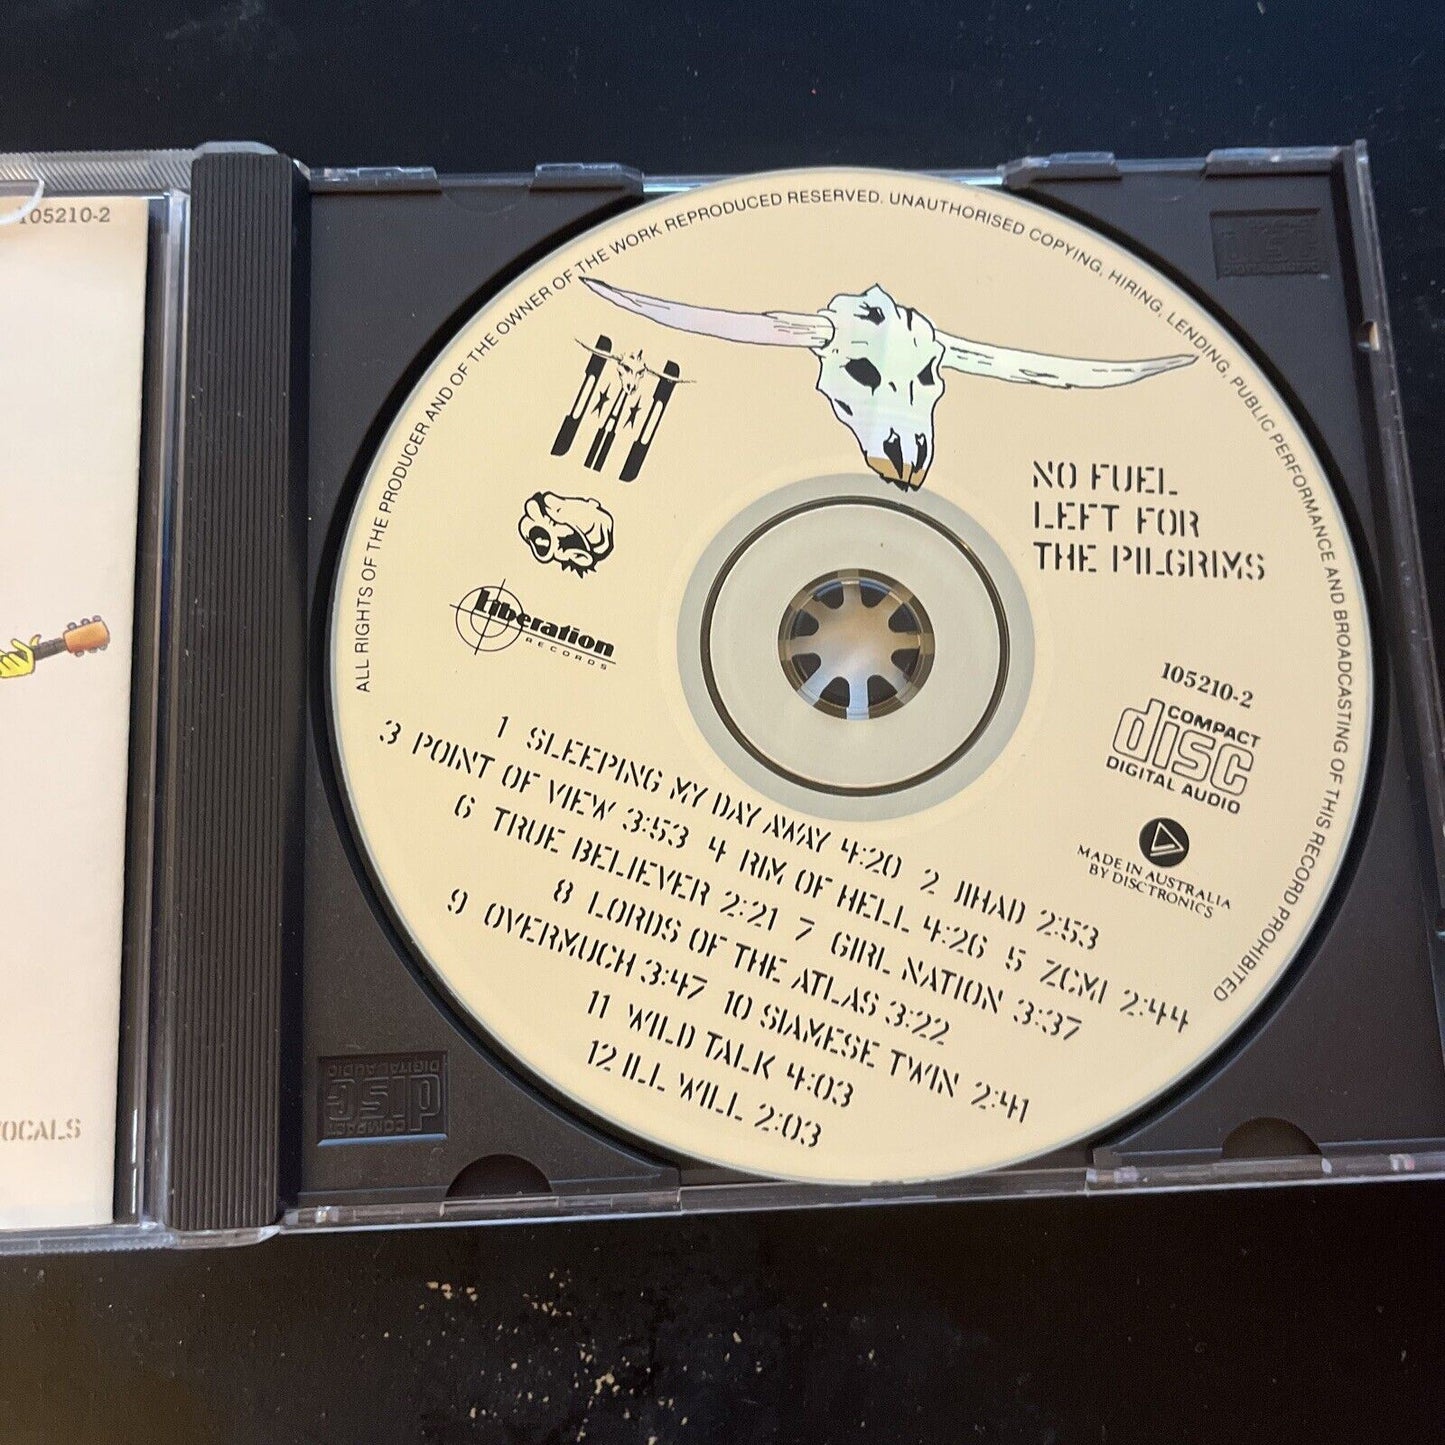 105210-2
VOCALS
ALL RIGHTS OF THE PRODUCER AND OF THE OWNER OF THE WORK REPRODUCED RESERVED. UNAUTHORISED COPYING, HIRING, LENDING, PUBLIC PERFORMANCE AND BROADCASTING OF THIS RECORD PROHIBITED
NO FUEL
LEFT FOR
THE PILGRIMS
Liberation
RECORDS
105210-2
COMPACT
disc
DIGITAL AUDIO
MADE IN AUSTRALIA
BY DISCTRONICS
1 SLEEPING MY DAY AWAY 4:20 2 JIHAD 2:53
3 POINT OF VIEW 3:53 4 RIM OF HELL 4:26 5 ZCMI 2:44
6 TRUE BELIEVER 2:21 7 GIRL NATION 3:37
8 LORDS OF THE ATLAS 3:22
9 OVERMUCH 3:47 10 SIAMESE TWIN 2:41
11 WILD TALK 4:03
12 ILL WILL 2:03
COMPACT
disc
DIGITAL AUDIO